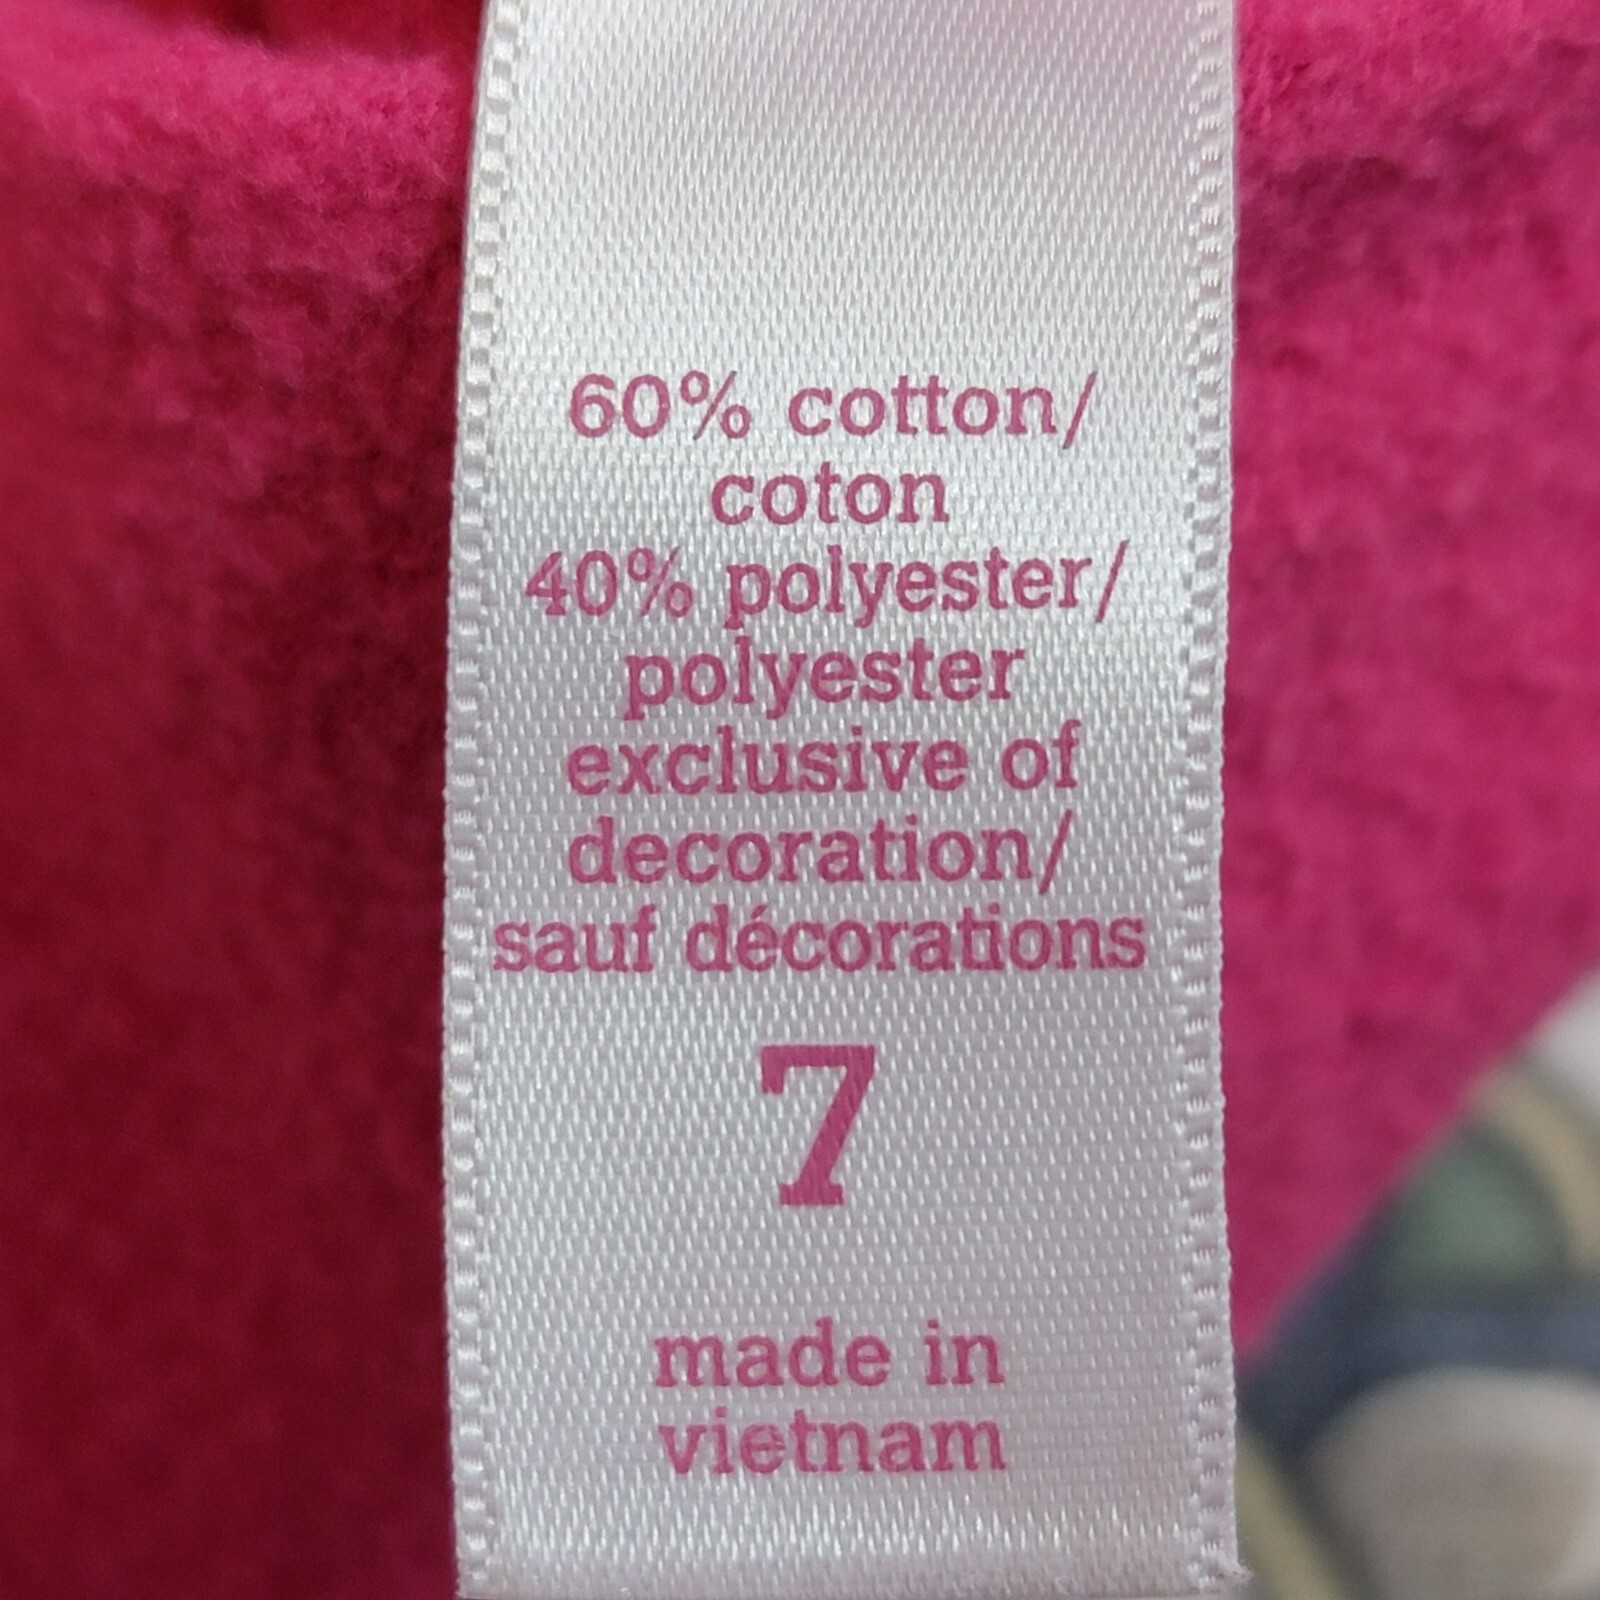 60% cotton/
coton
40% polyester/
polyester
exclusive of
decoration/
sauf décorations
7
made in
vietnam